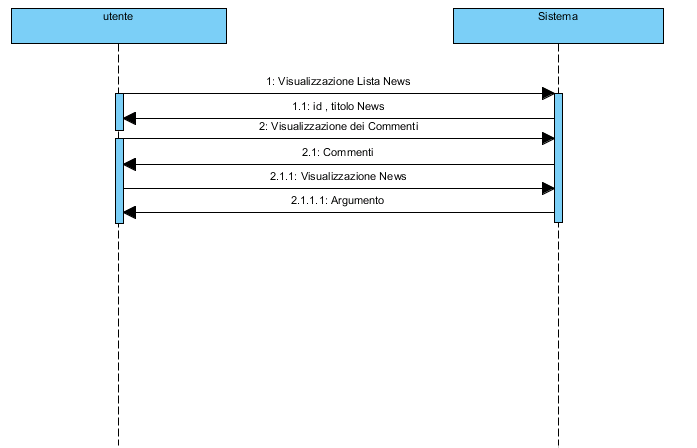 utente
Sistema
1: Visualizzazione Lista News
1.1: id , titolo News
2: Visualizzazione dei Commenti
2.1: Commenti
2.1.1: Visualizzazione News
2.1.1.1: Argumento